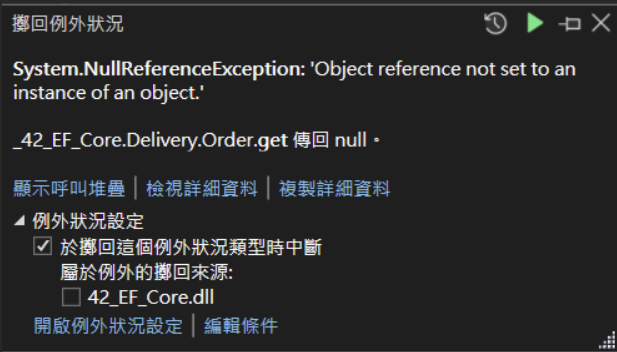 擲回例外狀況
System.NullReferenceException: 'Object reference not set to an
instance of an object.'
_42_EF_Core.Delivery.Order.get 傳回 null。
顯示呼叫堆疊 | 檢視詳細資料 | 複製詳細資料
例外狀況設定
於擲回這個例外狀況類型時中斷
屬於例外的擲回來源:
42_EF_Core.dll
開啟例外狀況設定 | 編輯條件